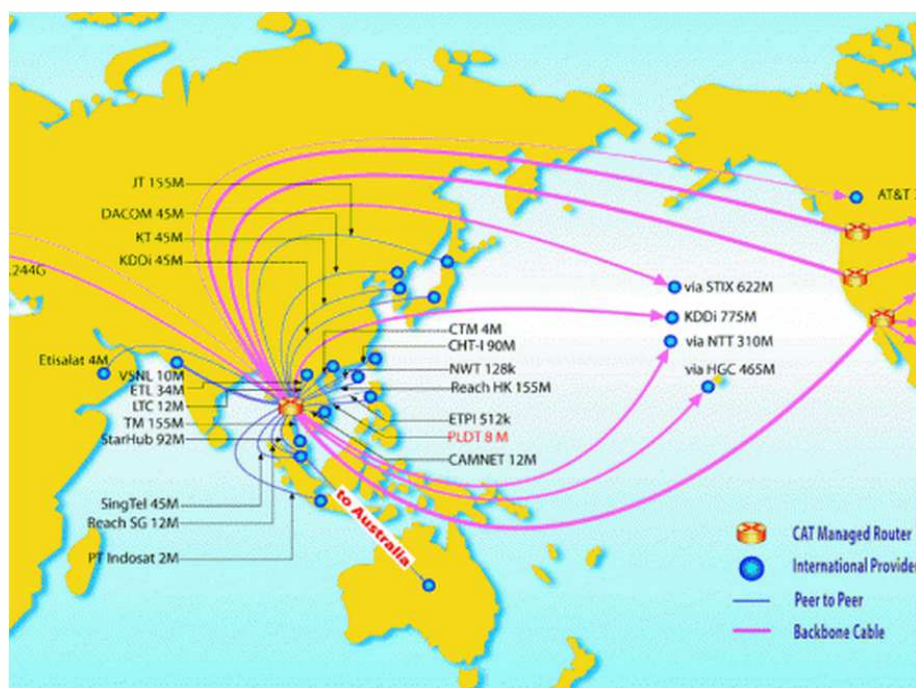 JT 155M
DACOM 45M
KT 45M
KDDi 45M
.244G
AT&T
via STIX 622M
KDDi 775M
via NTT 310M
via HGC 465M
Etisalat 4M
VSNL 10M
ETL 34M
LTC 12M
TM 155M
StarHub 92M
CTM 4M
CHT-I 90M
NWT 128k
Reach HK 155M
ETPI 512k
PLDT 8 M
CAMNET 12M
SingTel 45M
Reach SG 12M
PT Indosat 2M
to Australia
CAT Managed Router
International Provider
Peer to Peer
Backbone Cable